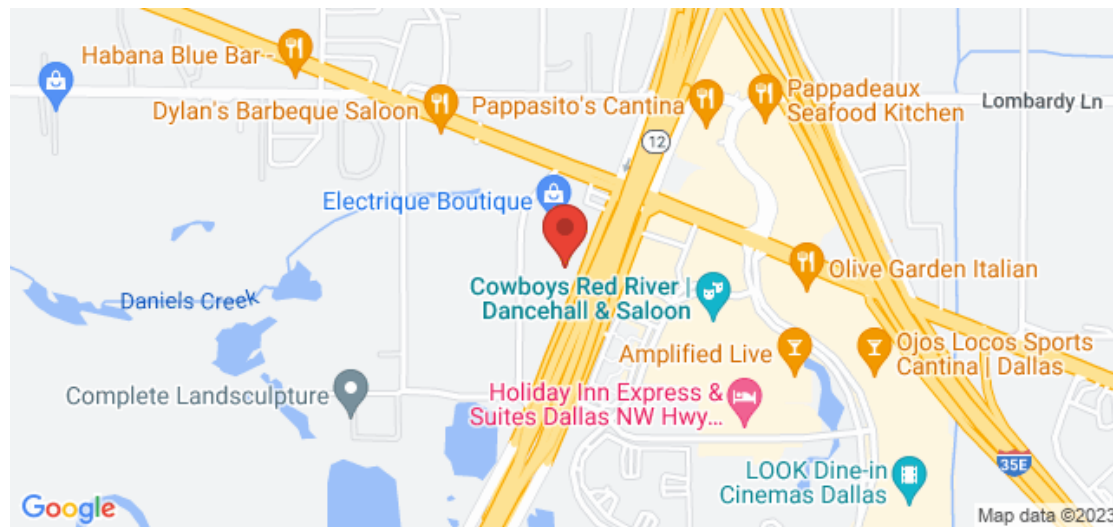 Habana Blue Bar
Dylan's Barbeque Saloon
Pappasito's Cantina
Pappadeaux
Seafood Kitchen
Lombardy Ln
12
Electrique Boutique
Daniels Creek
Cowboys Red River |
Dancehall & Saloon
Olive Garden Italian
Amplified Live
Ojos Locos Sports
Cantina | Dallas
Complete Landsculpture
Holiday Inn Express &
Suites Dallas NW Hwy...
LOOK Dine-in
Cinemas Dallas
35E
Google
Map data ©2023